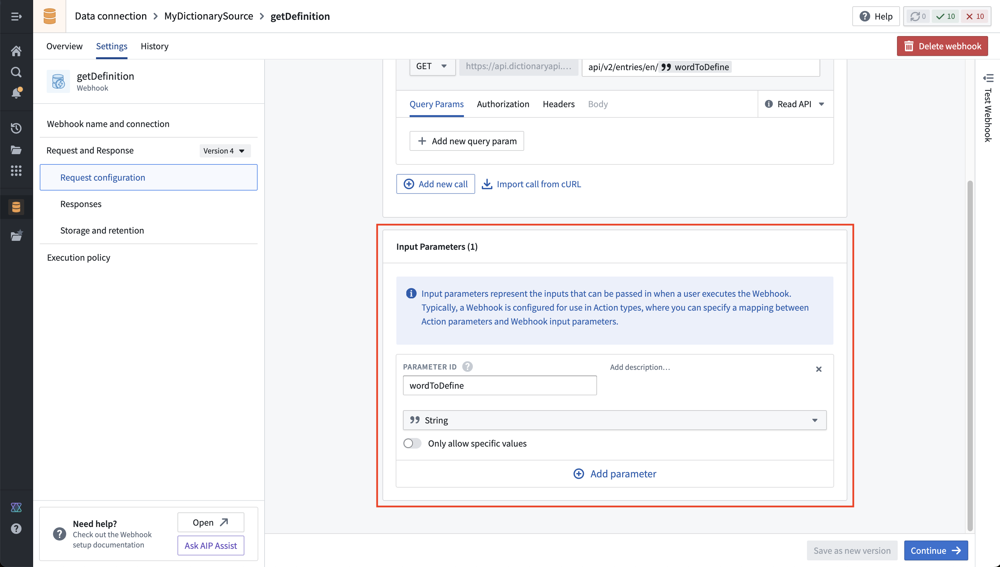 Data connection > MyDictionarySource > getDefinition
Help
0
10
10
Overview
Settings
History
Delete webhook
getDefinition
Webhook
Webhook name and connection
Request and Response
Version 4
Request configuration
Responses
Storage and retention
Execution policy
Need help?
Check out the Webhook
setup documentation
Open
Ask AIP Assist
GET
https://api.dictionaryapi....
api/v2/entries/en/ wordToDefine
Query Params
Authorization
Headers
Body
Read API
Add new query param
Add new call
Import call from cURL
Input Parameters (1)
Input parameters represent the inputs that can be passed in when a user executes the Webhook.
Typically, a Webhook is configured for use in Action types, where you can specify a mapping between
Action parameters and Webhook input parameters.
PARAMETER ID
Add description...
wordToDefine
String
Only allow specific values
Add parameter
Save as new version
Continue
Test Webhook